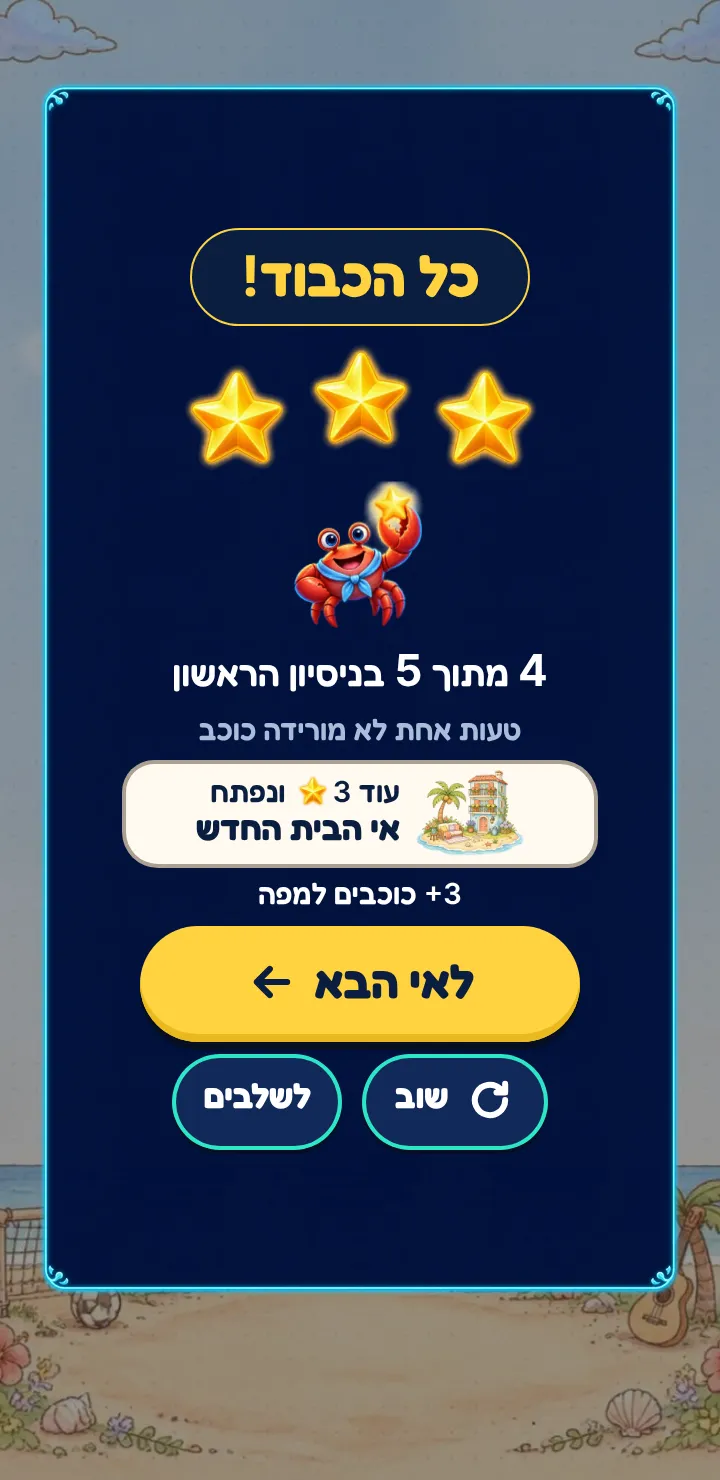 כל הכבוד!
4 מתוך 5 בניסיון הראשון
טעות אחת לא מורידה כוכב
עוד 3 ⭐ ונפתח
אי הבית החדש
+3 כוכבים למפה
לאי הבא ←
שוב
לשלבים